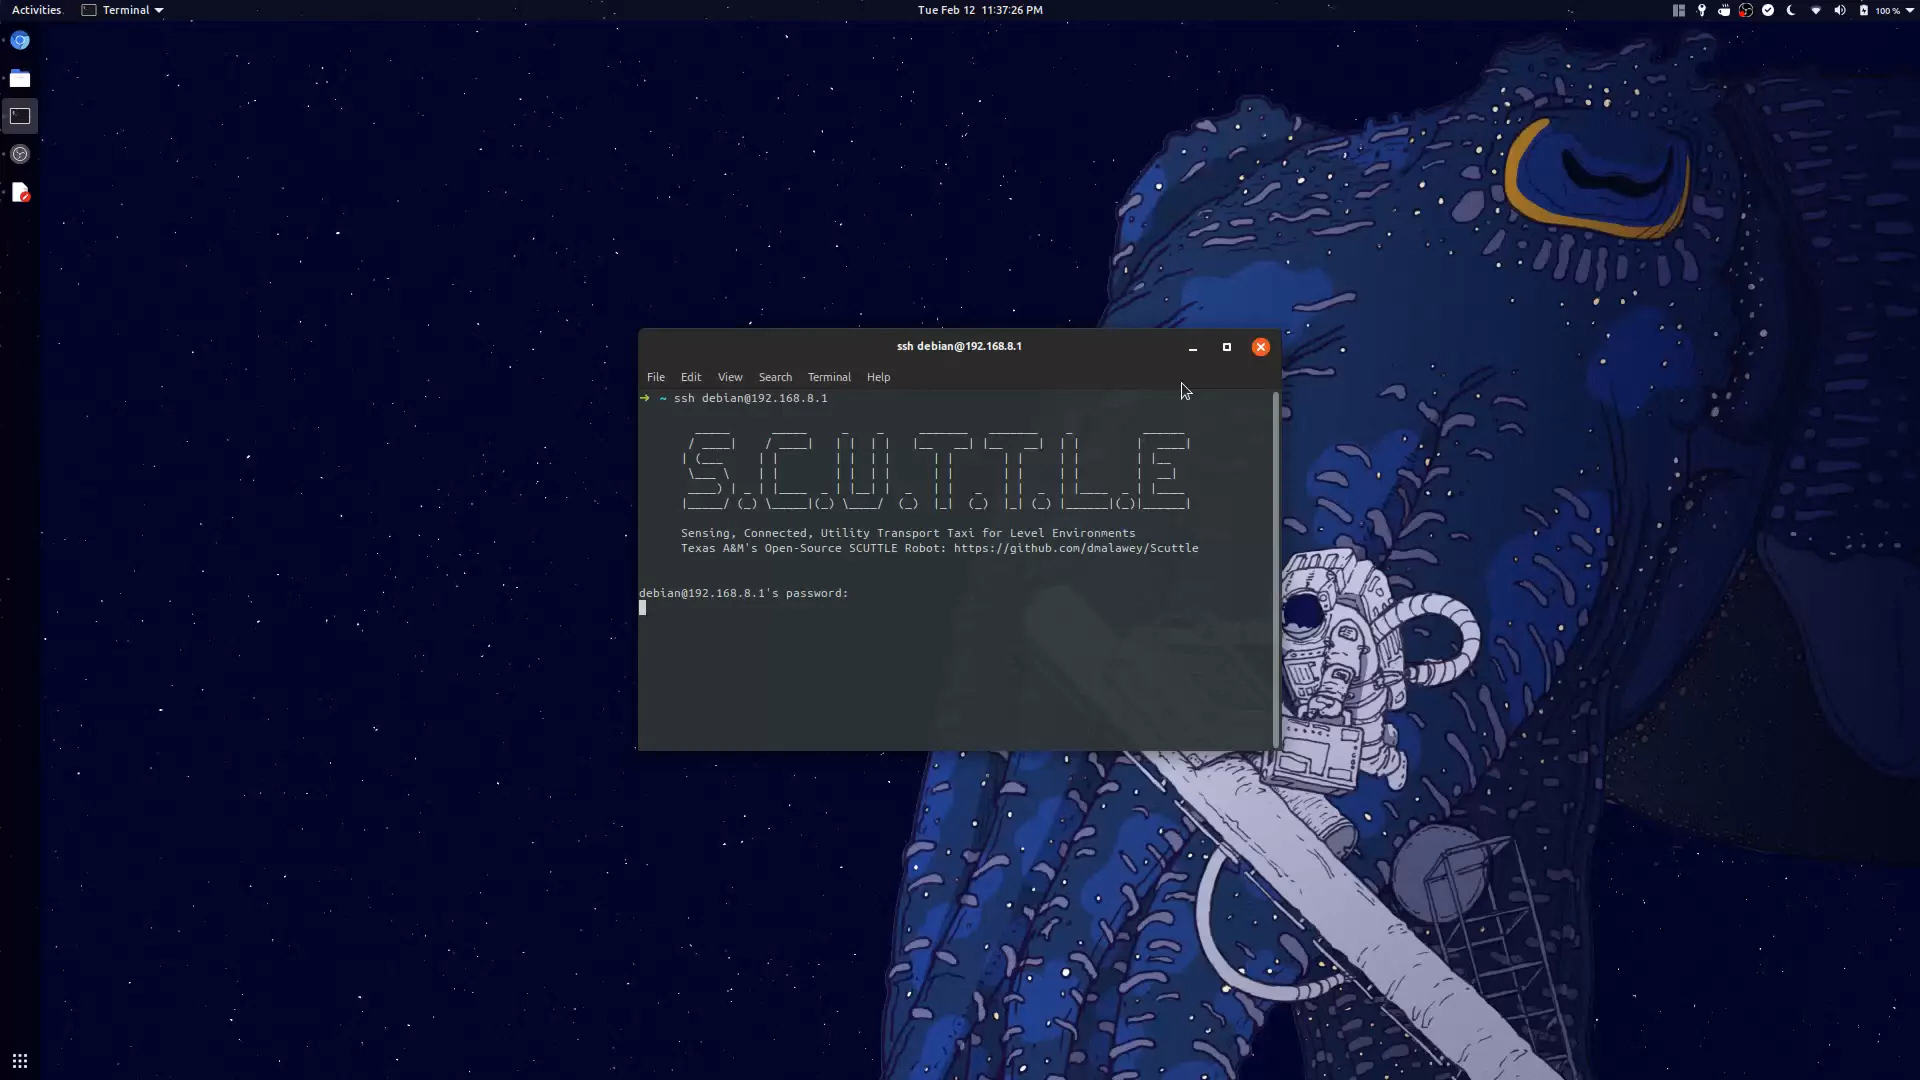 Activities Terminal Tue Feb 12 11:37:26 PM 100 %
ssh debian@192.168.8.1
File Edit View Search Terminal Help
➜ ~ ssh debian@192.168.8.1
S.C.U.T.T.L.E
Sensing, Connected, Utility Transport Taxi for Level Environments
Texas A&M's Open-Source SCUTTLE Robot: https://github.com/dmalawey/Scuttle
debian@192.168.8.1's password: